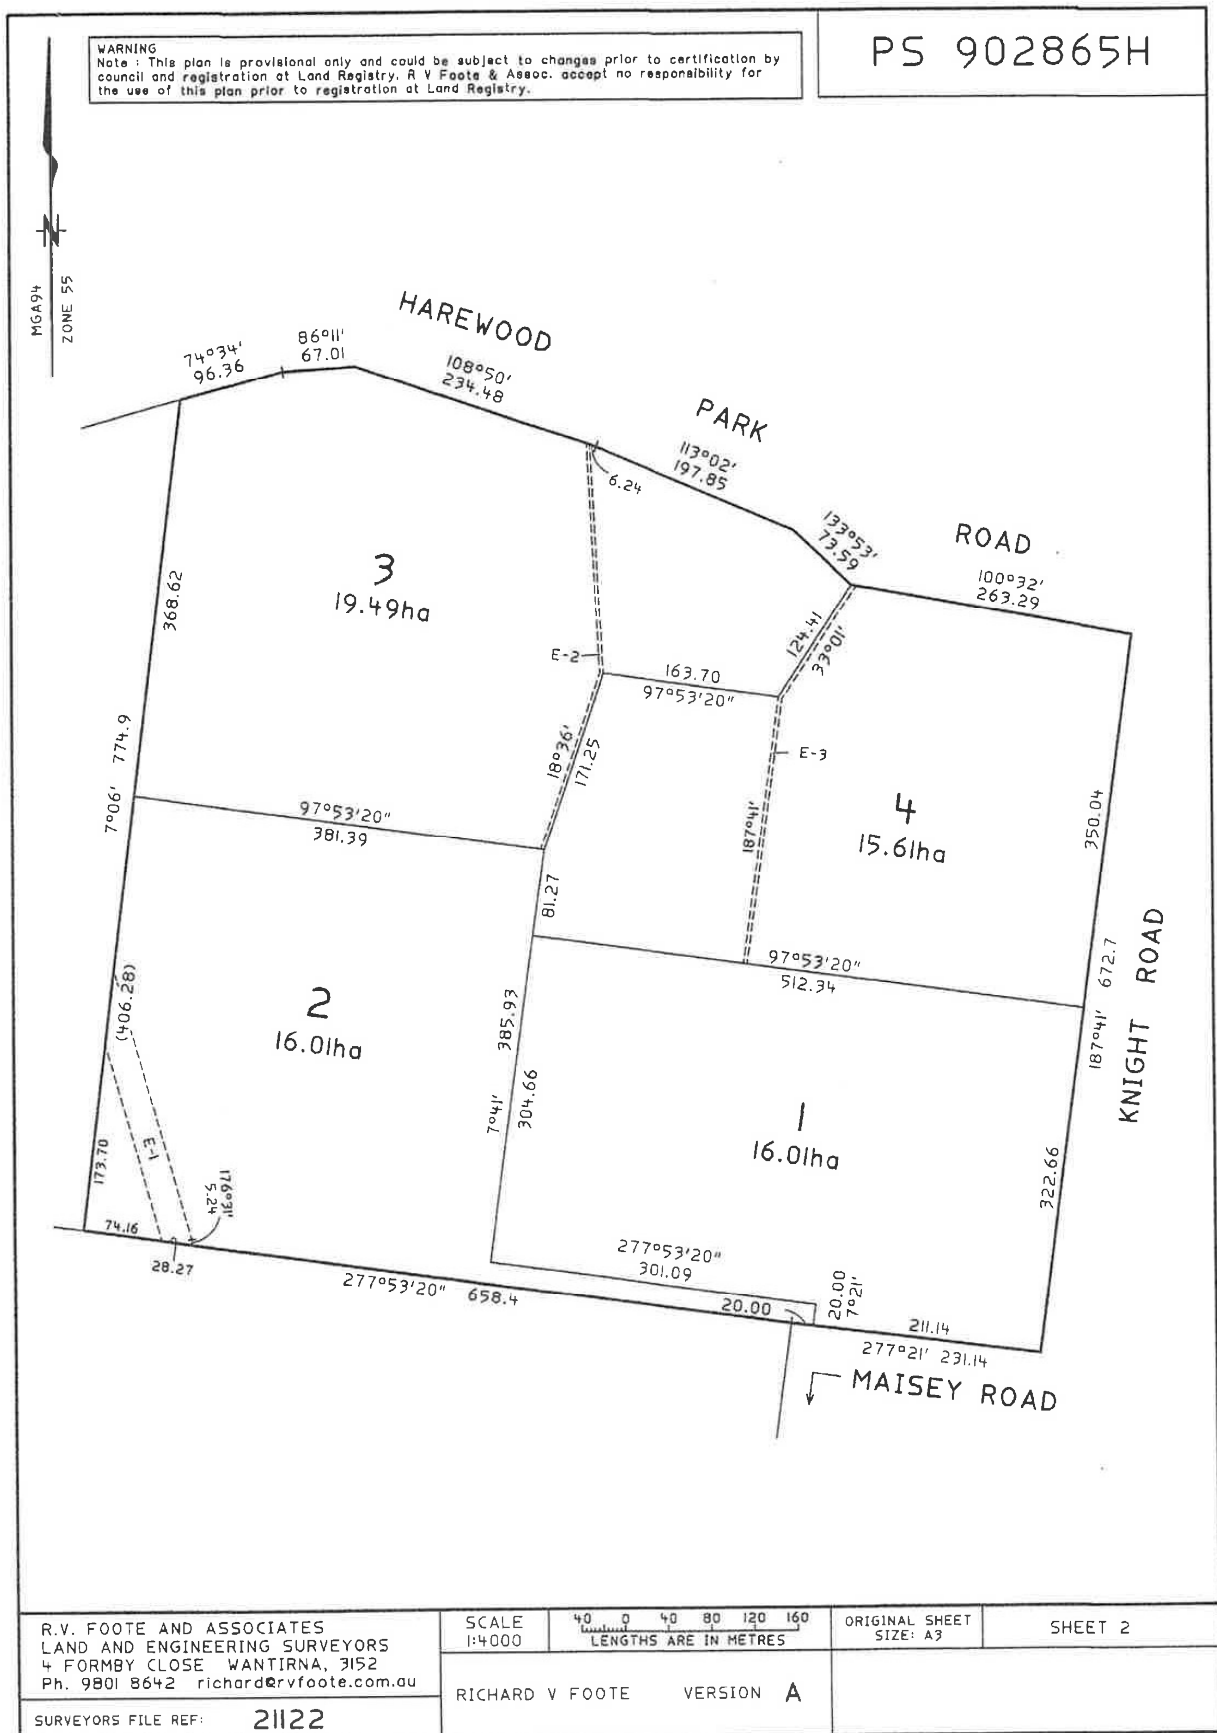 WARNING
Note : This plan is provisional only and could be subject to changes prior to certification by
council and registration at Land Registry. R V Foote & Assoc. accept no responsibility for
the use of this plan prior to registration at Land Registry.
PS 902865H
N
MGA94
ZONE 55
HAREWOOD
PARK
ROAD
74°34'
96.36
86°11'
67.01
108°50'
234.48
113°02'
197.85
133°53'
73.59
100°32'
263.29
6.24
3
19.49ha
368.62
E-2
163.70
97°53'20"
124.41
33°01'
18°36'
171.25
E-3
187°41'
4
15.61ha
350.04
7°06' 774.9
97°53'20"
381.39
81.27
97°53'20"
512.34
187°41' 672.7
KNIGHT ROAD
(406.28)
2
16.01ha
385.93
7°41'
304.66
1
16.01ha
322.66
173.70
E-1
176°31'
5.24
74.16
28.27
277°53'20" 658.4
277°53'20"
301.09
20.00
20.00
7°21'
211.14
277°21' 231.14
MAISEY ROAD
R.V. FOOTE AND ASSOCIATES
LAND AND ENGINEERING SURVEYORS
4 FORMBY CLOSE WANTIRNA, 3152
Ph. 9801 8642 richard@rvfoote.com.au
SURVEYORS FILE REF: 21122
SCALE
1:4000
40 0 40 80 120 160
LENGTHS ARE IN METRES
ORIGINAL SHEET
SIZE: A3
SHEET 2
RICHARD V FOOTE VERSION A